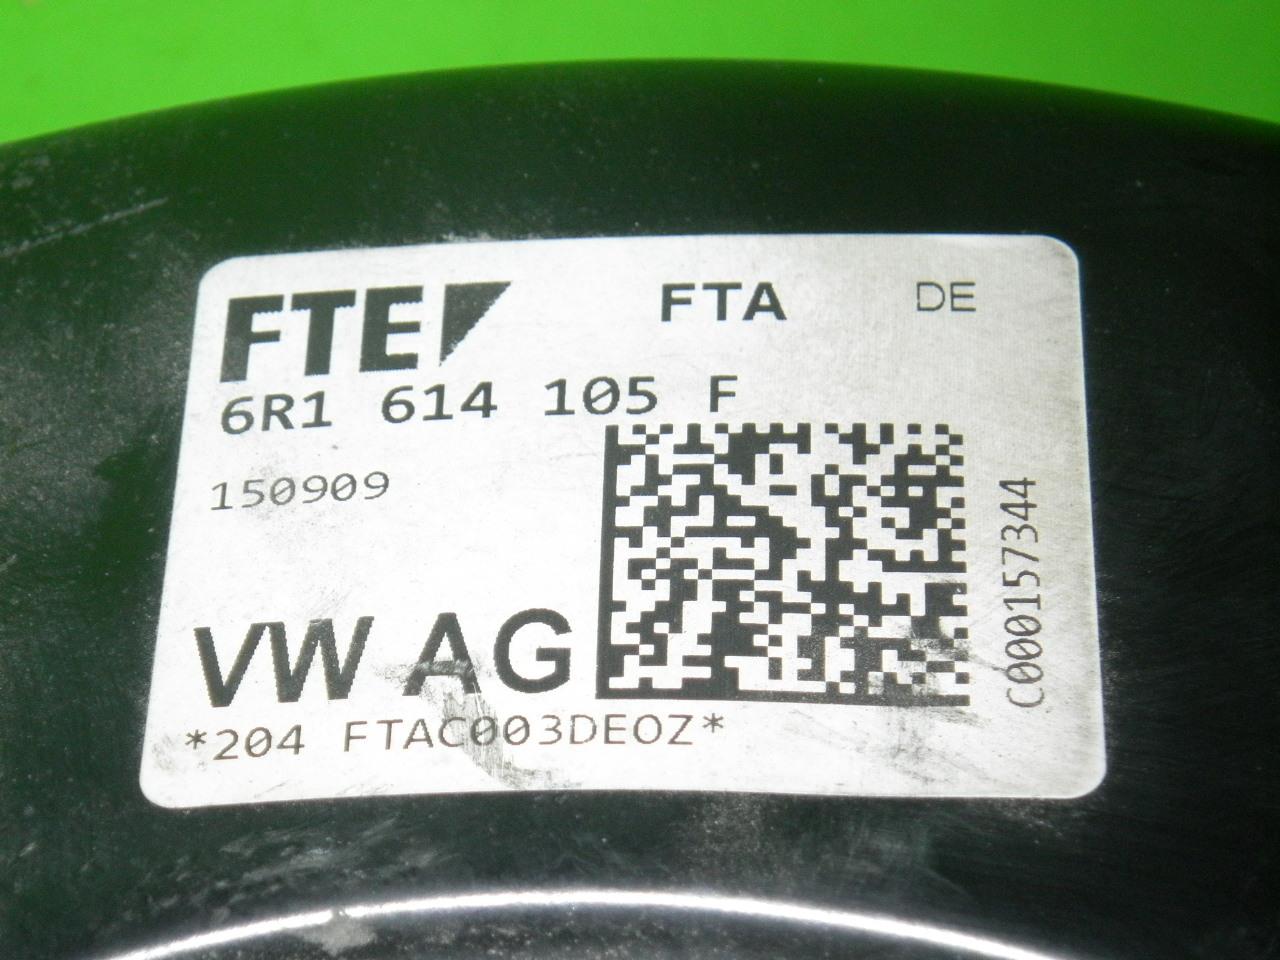 FTE FTA DE
6R1 614 105 F
150909
C000157344
VW AG
*204 FTAC003DEOZ*